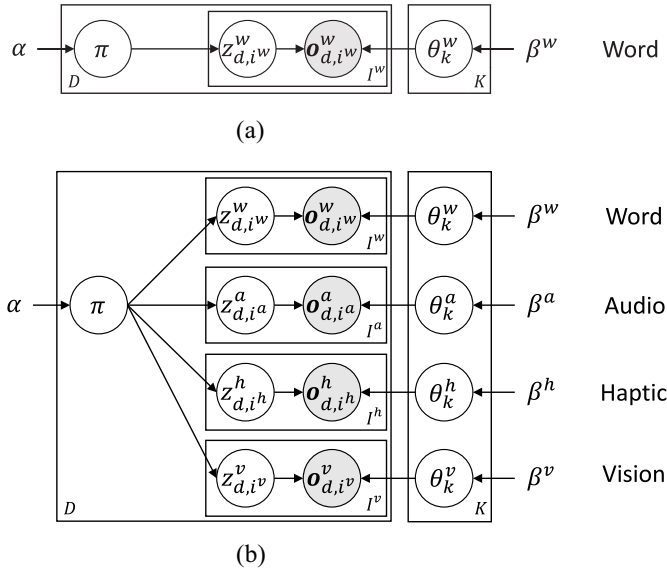 α π z^w_{d,i^w} o^w_{d,i^w} θ^w_k β^w Word
D I^w K
(a)
z^w_{d,i^w} o^w_{d,i^w} θ^w_k β^w Word
I^w
α π z^a_{d,i^a} o^a_{d,i^a} θ^a_k β^a Audio
I^a
z^h_{d,i^h} o^h_{d,i^h} θ^h_k β^h Haptic
I^h
z^v_{d,i^v} o^v_{d,i^v} θ^v_k β^v Vision
D I^v K
(b)